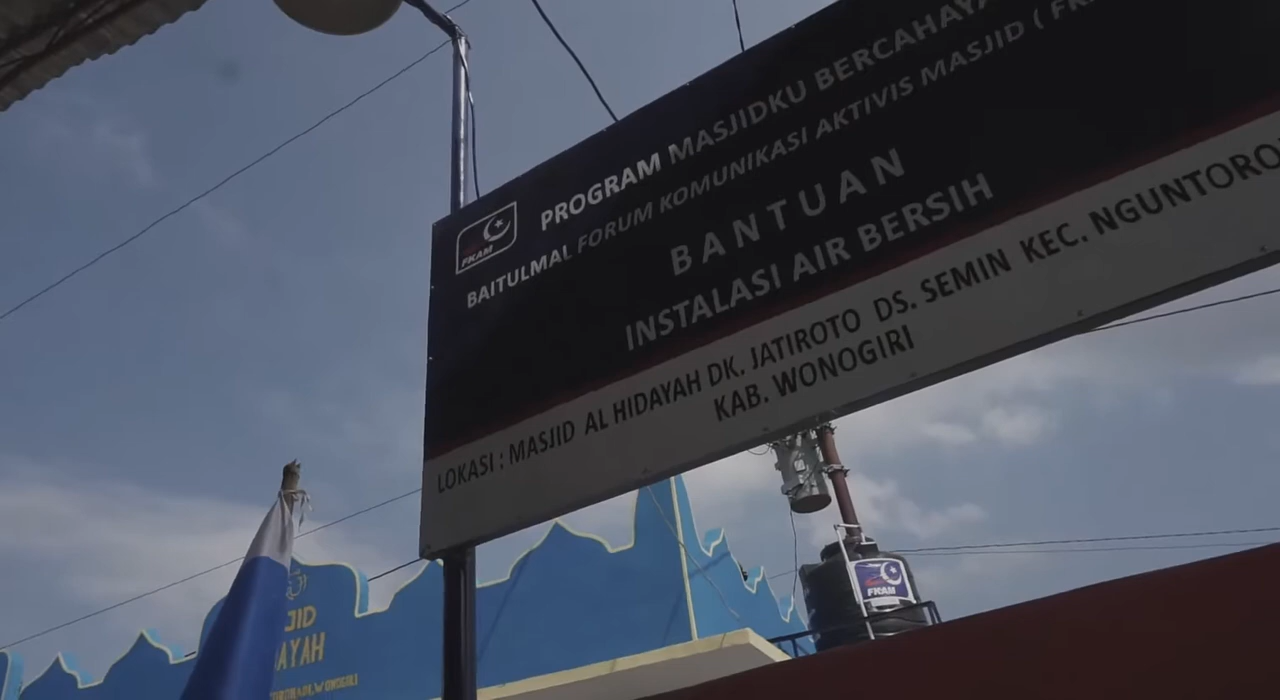 PROGRAM MASJIDKU BERCAHAYA
BAITULMAL FORUM KOMUNIKASI AKTIVIS MASJID (
FKAM
BANTUAN
INSTALASI AIR BERSIH
LOKASI : MASJID AL HIDAYAH DK. JATIROTO DS. SEMIN KEC. NGUNTORO
KAB. WONOGIRI
FKAM
JID
AYAH
WONOGIRI